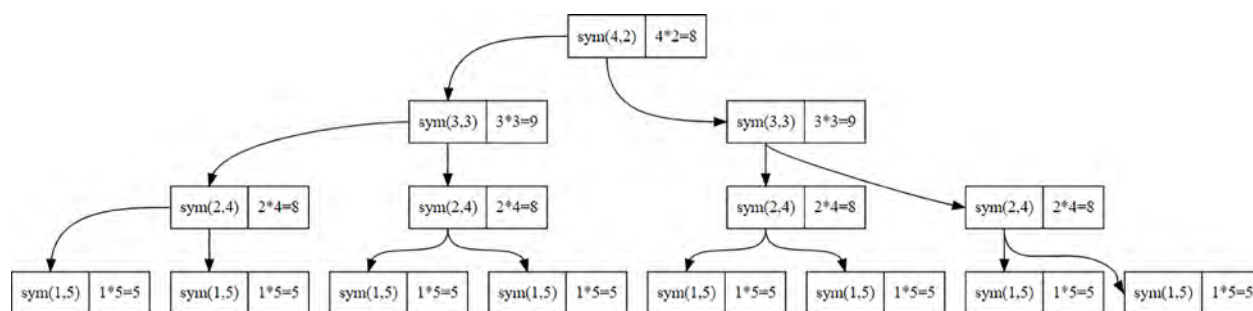 sym(4,2) 4*2=8
sym(3,3) 3*3=9
sym(3,3) 3*3=9
sym(2,4) 2*4=8
sym(2,4) 2*4=8
sym(2,4) 2*4=8
sym(2,4) 2*4=8
sym(1,5) 1*5=5
sym(1,5) 1*5=5
sym(1,5) 1*5=5
sym(1,5) 1*5=5
sym(1,5) 1*5=5
sym(1,5) 1*5=5
sym(1,5) 1*5=5
sym(1,5) 1*5=5